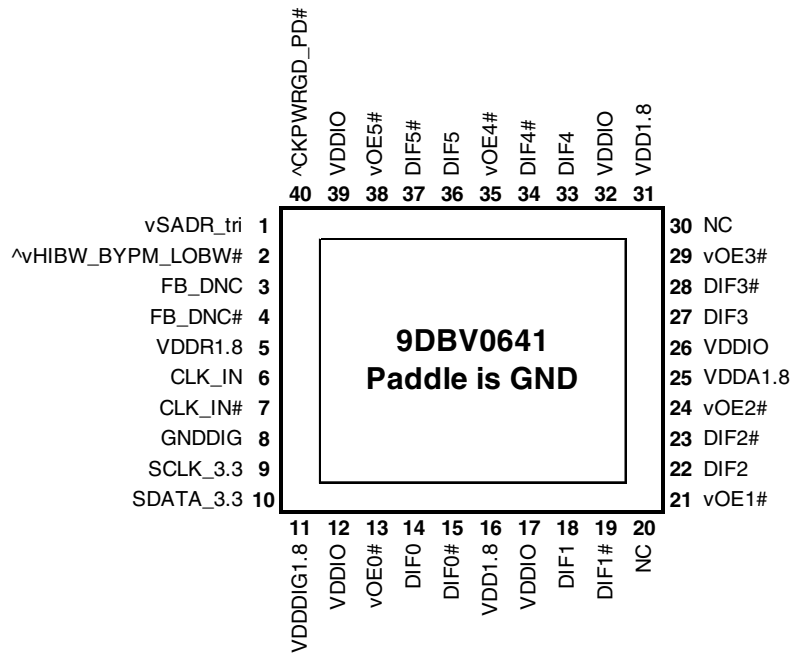 ^CKPWRGD_PD#
VDDIO
vOE5#
DIF5#
DIF5
vOE4#
DIF4#
DIF4
VDDIO
VDD1.8
40 39 38 37 36 35 34 33 32 31
vSADR_tri 1
^vHIBW_BYPM_LOBW# 2
FB_DNC 3
FB_DNC# 4
VDDR1.8 5
CLK_IN 6
CLK_IN# 7
GNDDIG 8
SCLK_3.3 9
SDATA_3.3 10
9DBV0641
Paddle is GND
30 NC
29 vOE3#
28 DIF3#
27 DIF3
26 VDDIO
25 VDDA1.8
24 vOE2#
23 DIF2#
22 DIF2
21 vOE1#
11 12 13 14 15 16 17 18 19 20
VDDDIG1.8
VDDIO
vOE0#
DIF0
DIF0#
VDD1.8
VDDIO
DIF1
DIF1#
NC